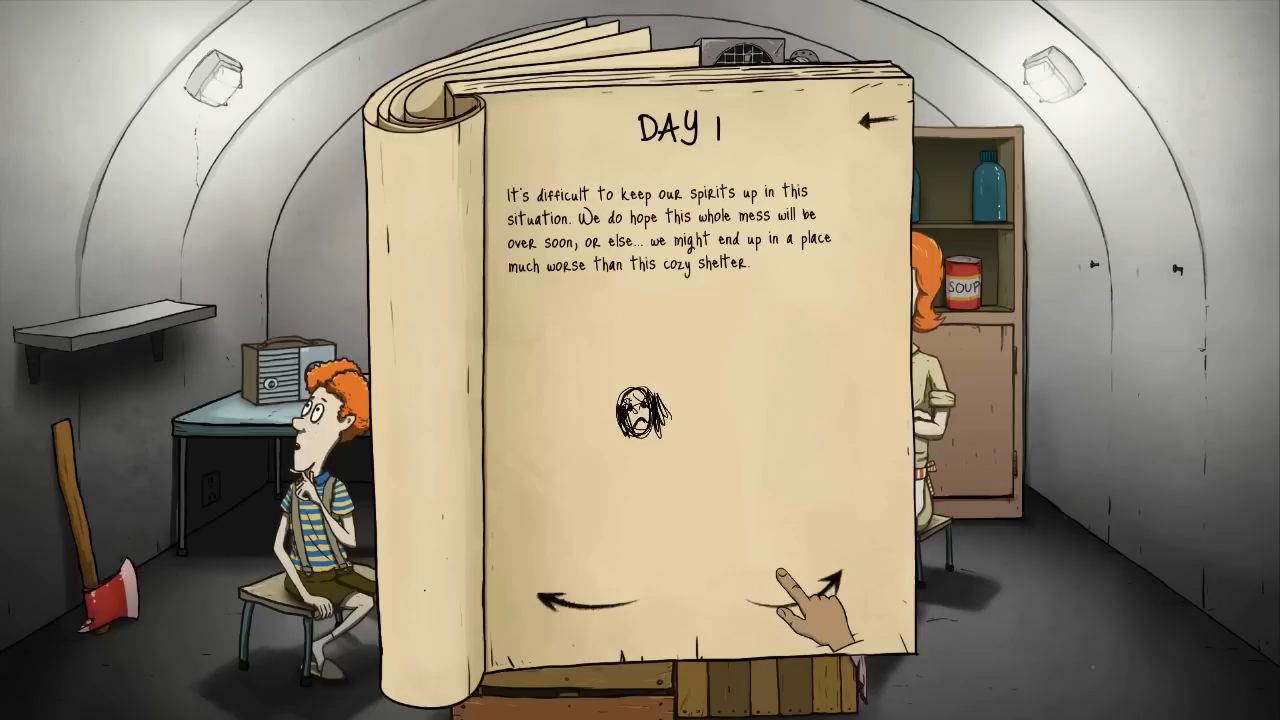 DAY 1
It's difficult to keep our spirits up in this
situation. We do hope this whole mess will be
over soon, or else... we might end up in a place
much worse than this cozy shelter.
SOUP